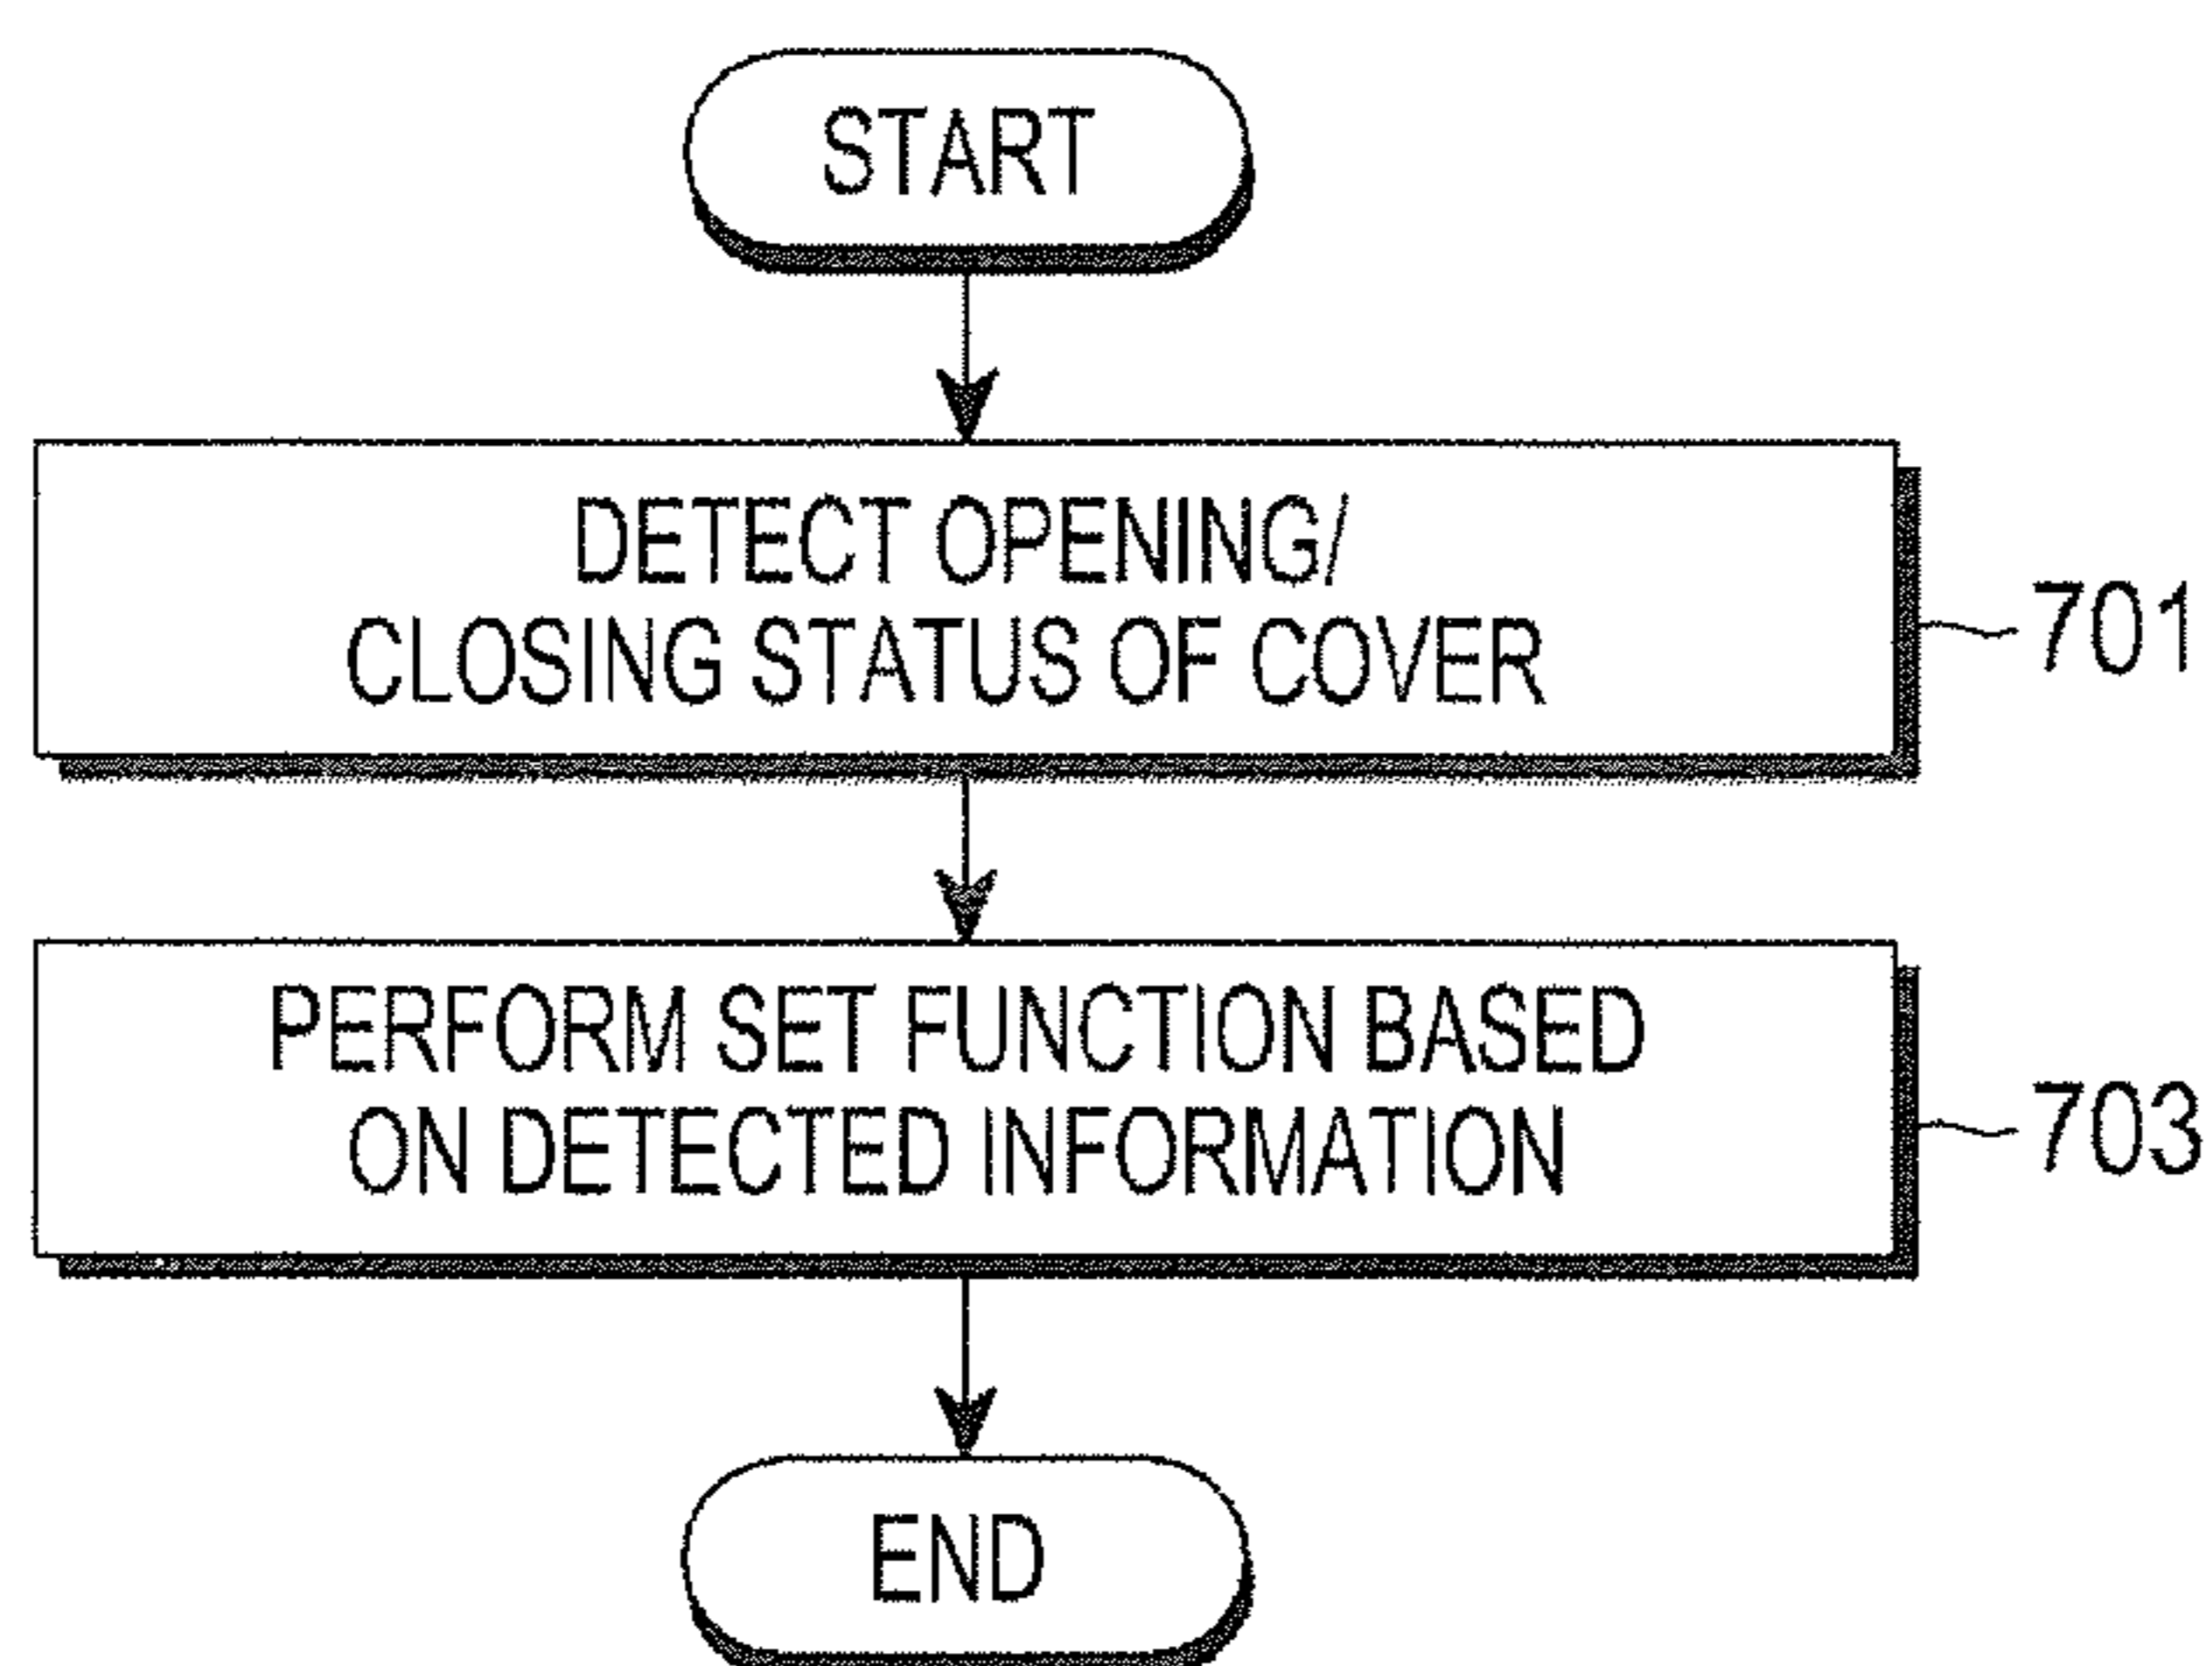 START
DETECT OPENING/
CLOSING STATUS OF COVER
701
PERFORM SET FUNCTION BASED
ON DETECTED INFORMATION
703
END